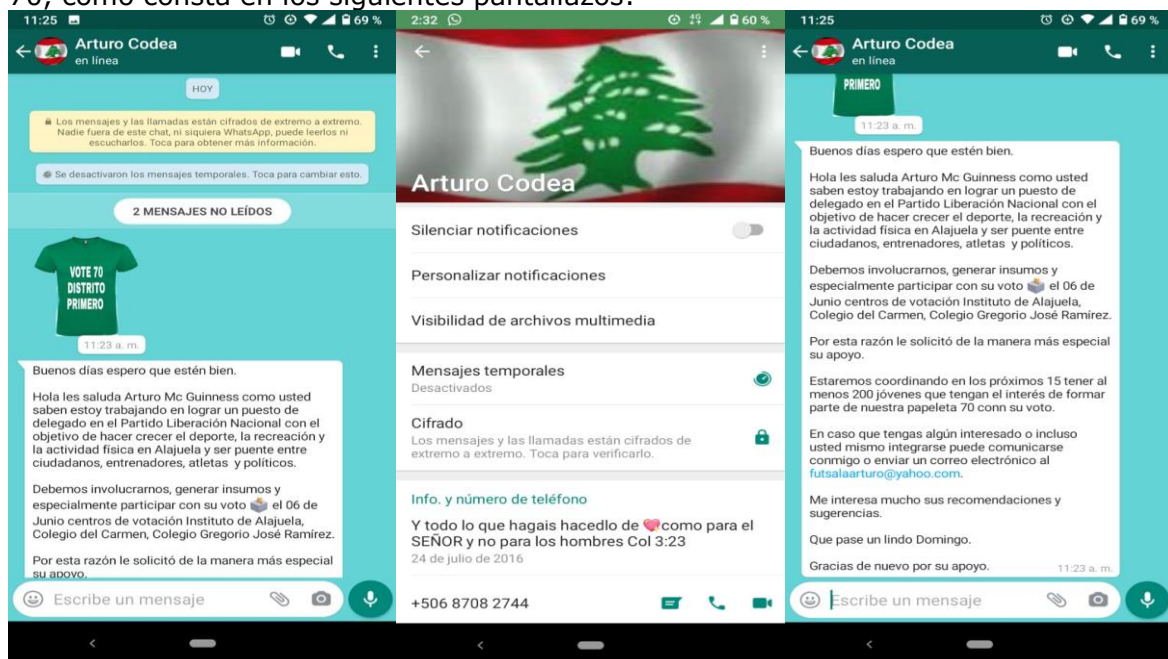 70, como consta en los siguientes pantallazos:
11:25 69 %
Arturo Codea
en línea
HOY
Los mensajes y las llamadas están cifrados de extremo a extremo.
Nadie fuera de este chat, ni siquiera WhatsApp, puede leerlos ni
escucharlos. Toca para obtener más información.
Se desactivaron los mensajes temporales. Toca para cambiar esto.
2 MENSAJES NO LEÍDOS
VOTE 70
DISTRITO
PRIMERO
11:23 a. m.
Buenos días espero que estén bien.
Hola les saluda Arturo Mc Guinness como usted
saben estoy trabajando en lograr un puesto de
delegado en el Partido Liberación Nacional con el
objetivo de hacer crecer el deporte, la recreación y
la actividad física en Alajuela y ser puente entre
ciudadanos, entrenadores, atletas y políticos.
Debemos involucrarnos, generar insumos y
especialmente participar con su voto 🗳️ el 06 de
Junio centros de votación Instituto de Alajuela,
Colegio del Carmen, Colegio Gregorio José Ramírez.
Por esta razón le solicitó de la manera más especial
su apoyo.
Escribe un mensaje
2:32 4G 60 %
Arturo Codea
Silenciar notificaciones
Personalizar notificaciones
Visibilidad de archivos multimedia
Mensajes temporales
Desactivados
Cifrado
Los mensajes y las llamadas están cifrados de
extremo a extremo. Toca para verificarlo.
Info. y número de teléfono
Y todo lo que hagais hacedlo de 💖como para el
SEÑOR y no para los hombres Col 3:23
24 de julio de 2016
+506 8708 2744
11:25 69 %
Arturo Codea
en línea
PRIMERO
11:23 a. m.
Buenos días espero que estén bien.
Hola les saluda Arturo Mc Guinness como usted
saben estoy trabajando en lograr un puesto de
delegado en el Partido Liberación Nacional con el
objetivo de hacer crecer el deporte, la recreación y
la actividad física en Alajuela y ser puente entre
ciudadanos, entrenadores, atletas y políticos.
Debemos involucrarnos, generar insumos y
especialmente participar con su voto 🗳️ el 06 de
Junio centros de votación Instituto de Alajuela,
Colegio del Carmen, Colegio Gregorio José Ramírez.
Por esta razón le solicitó de la manera más especial
su apoyo.
Estaremos coordinando en los próximos 15 tener al
menos 200 jóvenes que tengan el interés de formar
parte de nuestra papeleta 70 conn su voto.
En caso que tengas algún interesado o incluso
usted mismo integrarse puede comunicarse
conmigo o enviar un correo electrónico al
futsalaarturo@yahoo.com.
Me interesa mucho sus recomendaciones y
sugerencias.
Que pase un lindo Domingo.
Gracias de nuevo por su apoyo.
11:23 a. m.
Escribe un mensaje